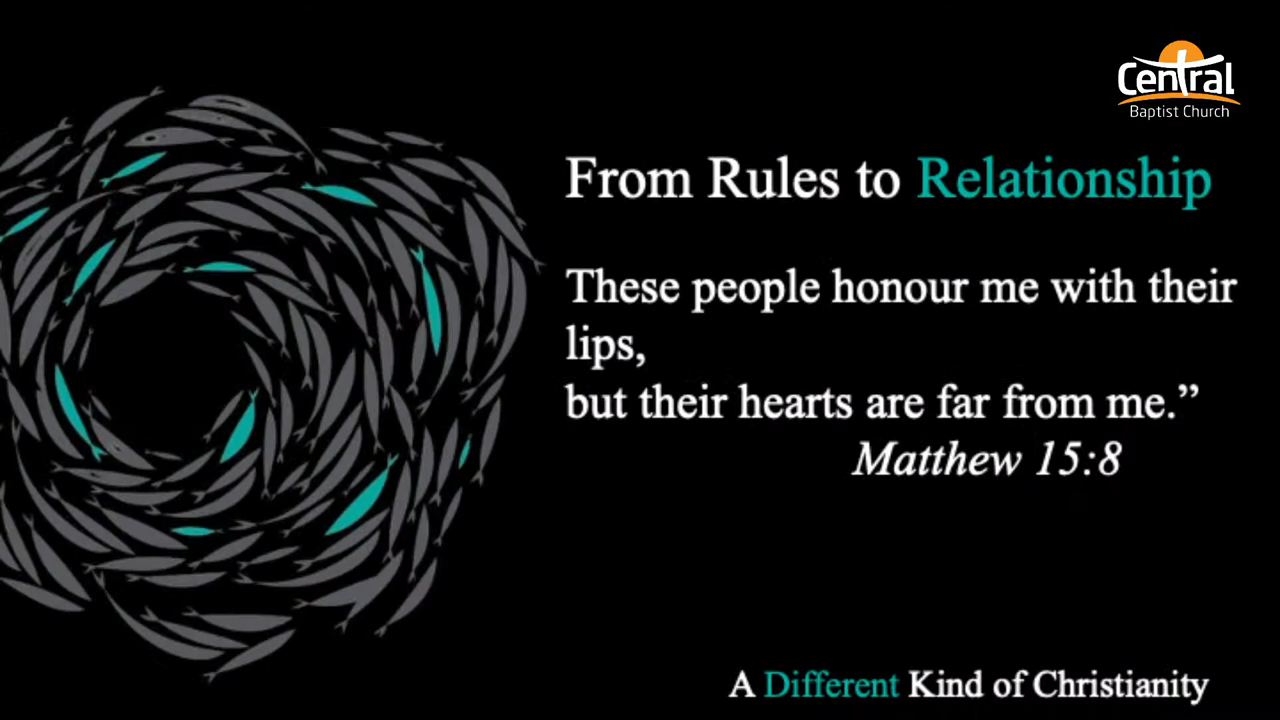 Central
Baptist Church
From Rules to Relationship
These people honour me with their
lips,
but their hearts are far from me.”
Matthew 15:8
A Different Kind of Christianity